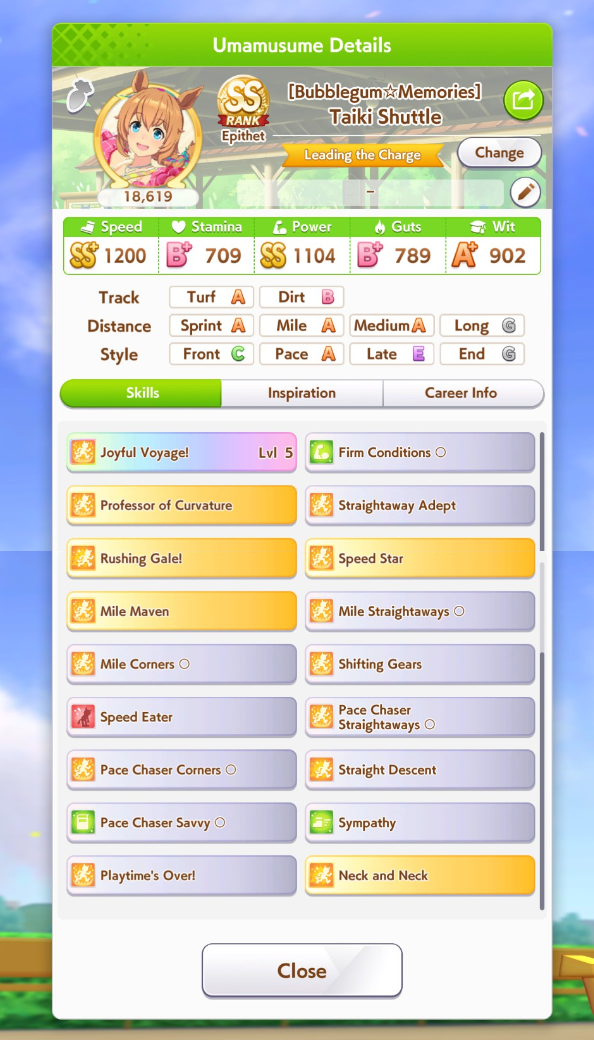 Umamusume Details
SS
RANK
Epithet
[Bubblegum☆Memories]
Taiki Shuttle
Leading the Charge
Change
18,619
–
Speed Stamina Power Guts Wit
SS+ 1200 B+ 709 SS 1104 B+ 789 A+ 902
Track Turf A Dirt B
Distance Sprint A Mile A Medium A Long G
Style Front C Pace A Late E End G
Skills Inspiration Career Info
Joyful Voyage! Lvl 5 Firm Conditions ○
Professor of Curvature Straightaway Adept
Rushing Gale! Speed Star
Mile Maven Mile Straightaways ○
Mile Corners ○ Shifting Gears
Speed Eater Pace Chaser
Straightaways ○
Pace Chaser Corners ○ Straight Descent
Pace Chaser Savvy ○ Sympathy
Playtime's Over! Neck and Neck
Close